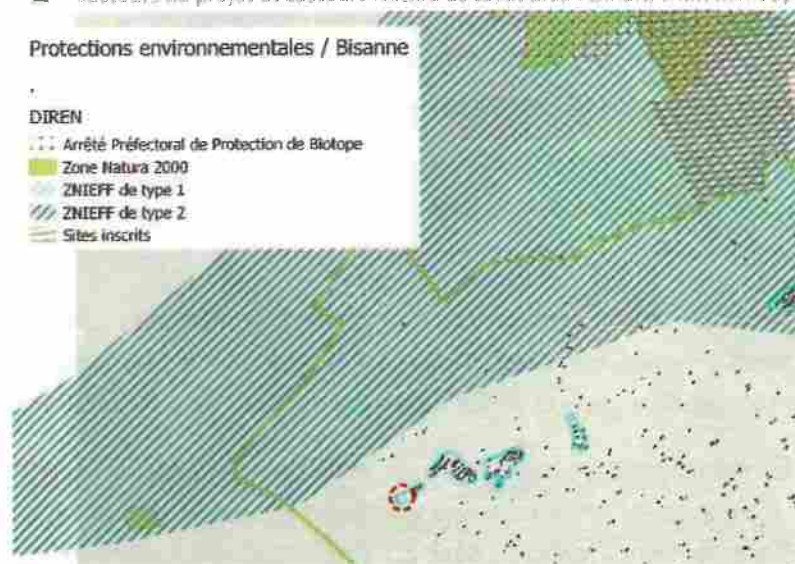 Protections environnementales / Bisanne
.
DIREN
Arrêté Préfectoral de Protection de Biotope
Zone Natura 2000
ZNIEFF de type 1
ZNIEFF de type 2
Sites inscrits